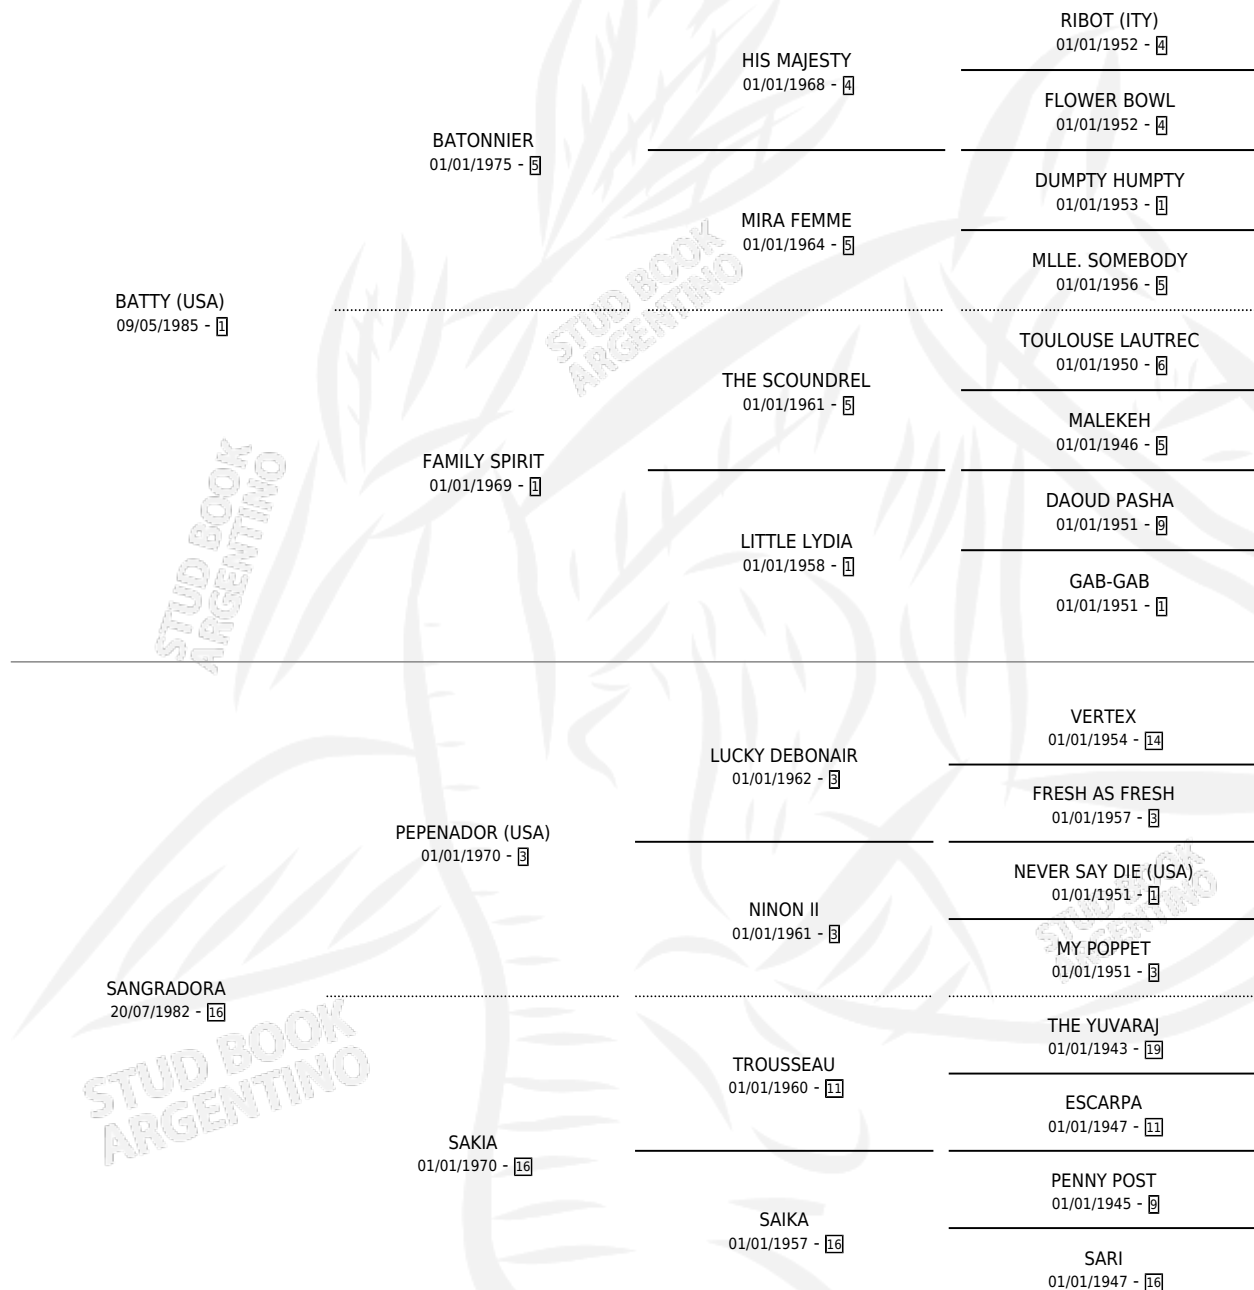 RIBOT (ITY)
01/01/1952 - 4
HIS MAJESTY
01/01/1968 - 4
FLOWER BOWL
01/01/1952 - 4
BATONNIER
01/01/1975 - 5
DUMPTY HUMPTY
01/01/1953 - 1
MIRA FEMME
01/01/1964 - 5
MLLE. SOMEBODY
01/01/1956 - 5
BATTY (USA)
09/05/1985 - 1
TOULOUSE LAUTREC
01/01/1950 - 6
THE SCOUNDREL
01/01/1961 - 5
MALEKEH
01/01/1946 - 5
FAMILY SPIRIT
01/01/1969 - 1
DAOUD PASHA
01/01/1951 - 9
LITTLE LYDIA
01/01/1958 - 1
GAB-GAB
01/01/1951 - 1
VERTEX
01/01/1954 - 14
LUCKY DEBONAIR
01/01/1962 - 3
FRESH AS FRESH
01/01/1957 - 3
PEPENADOR (USA)
01/01/1970 - 3
NEVER SAY DIE (USA)
01/01/1951 - 1
NINON II
01/01/1961 - 3
MY POPPET
01/01/1951 - 3
SANGRADORA
20/07/1982 - 16
THE YUVARAJ
01/01/1943 - 19
TROUSSEAU
01/01/1960 - 11
ESCARPA
01/01/1947 - 11
SAKIA
01/01/1970 - 16
PENNY POST
01/01/1945 - 9
SAIKA
01/01/1957 - 16
SARI
01/01/1947 - 16
STUD BOOK
ARGENTINO
STUD BOOK
ARGENTINO
STUD BOOK
ARGENTINO
STUD BOOK
ARGENTINO